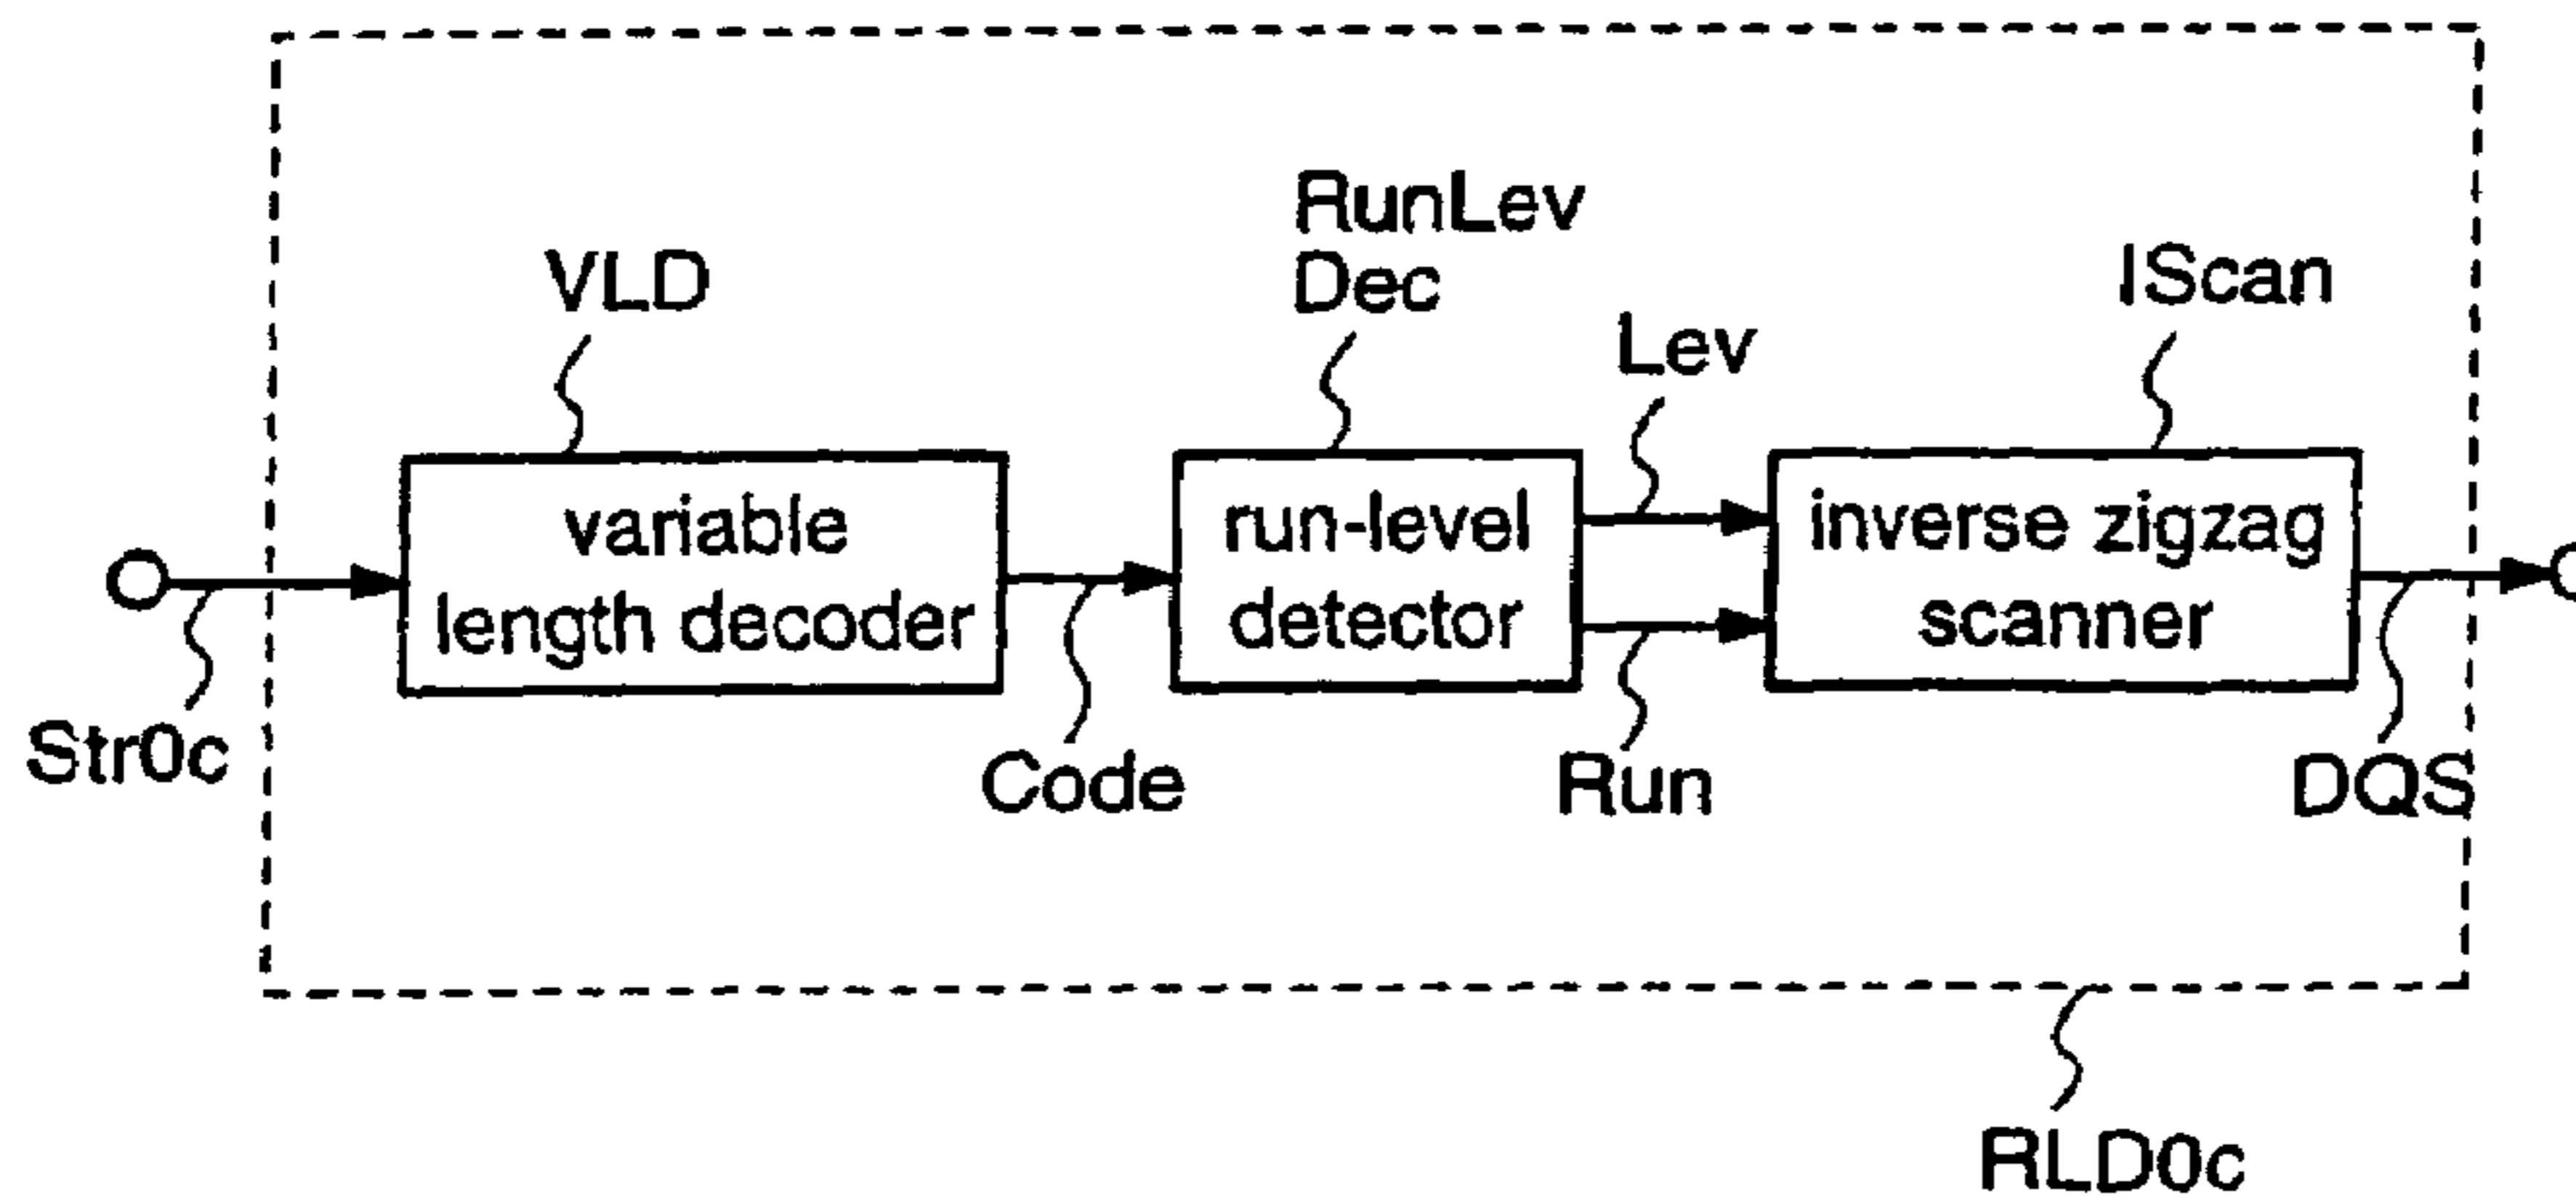 RunLev
Dec
VLD
IScan
Lev
variable
length decoder
run-level
detector
inverse zigzag
scanner
Str0c
Code
Run
DQS
RLD0c